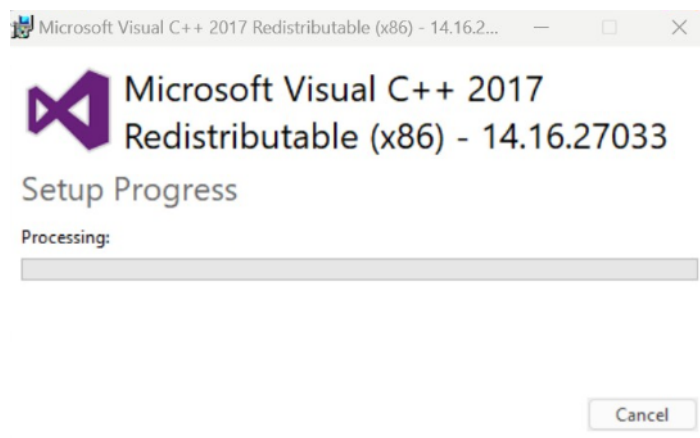 Microsoft Visual C++ 2017 Redistributable (x86) - 14.16.2...
Microsoft Visual C++ 2017
Redistributable (x86) - 14.16.27033
Setup Progress
Processing:
Cancel